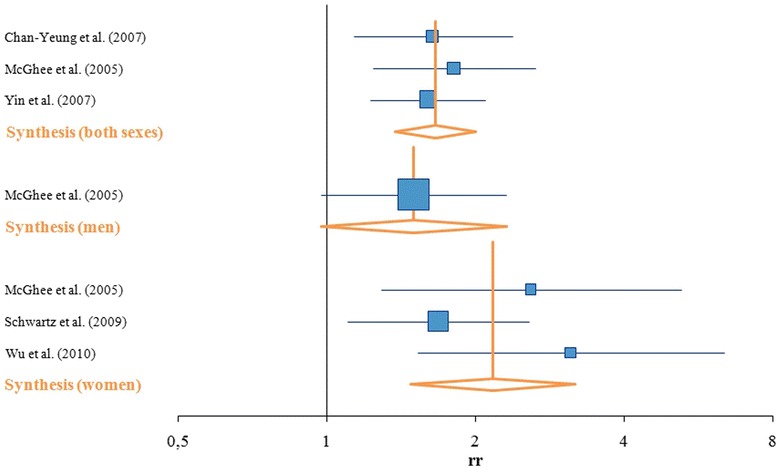 Chan-Yeung et al. (2007)
McGhee et al. (2005)
Yin et al. (2007)
Synthesis (both sexes)
McGhee et al. (2005)
Synthesis (men)
McGhee et al. (2005)
Schwartz et al. (2009)
Wu et al. (2010)
Synthesis (women)
0,5 1 2 4 8
rr